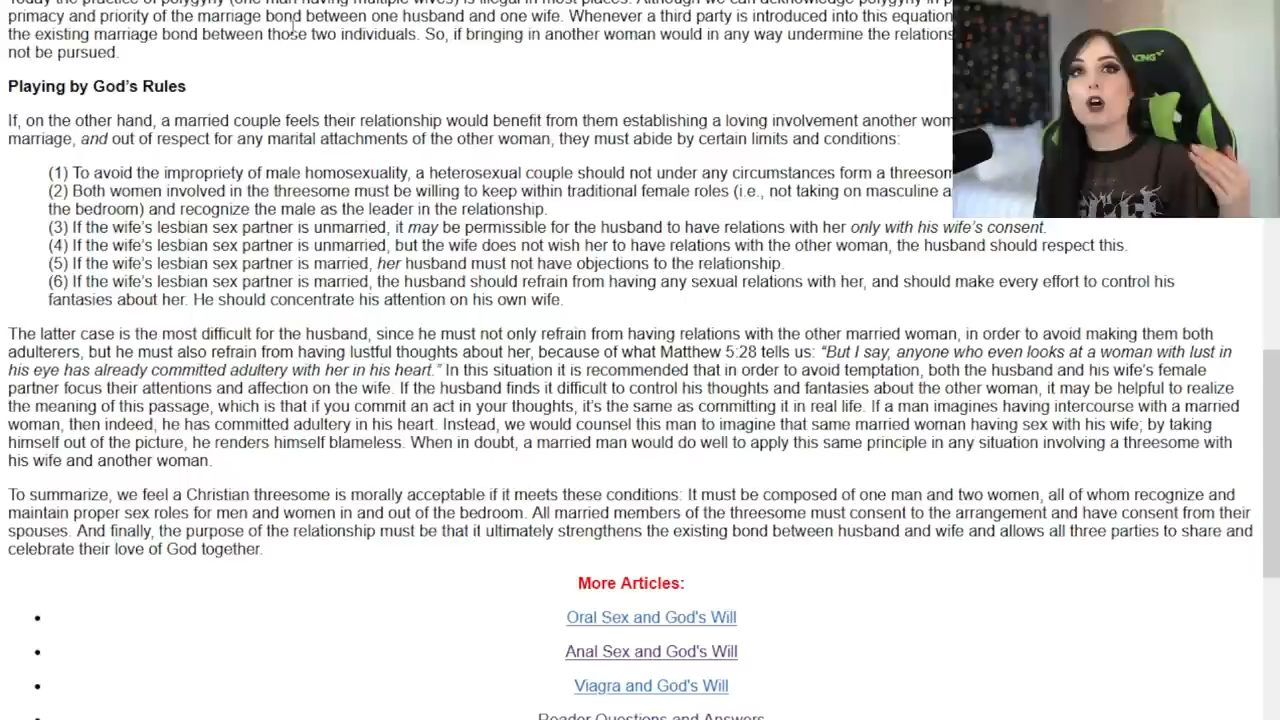 Today the practice of polygyny (one man having multiple wives) is illegal in most places. Although we can acknowledge polygyny in p
primacy and priority of the marriage bond between one husband and one wife. Whenever a third party is introduced into this equation
the existing marriage bond between those two individuals. So, if bringing in another woman would in any way undermine the relations
not be pursued.
Playing by God's Rules
If, on the other hand, a married couple feels their relationship would benefit from them establishing a loving involvement another wom
marriage, and out of respect for any marital attachments of the other woman, they must abide by certain limits and conditions:
(1) To avoid the impropriety of male homosexuality, a heterosexual couple should not under any circumstances form a threesom
(2) Both women involved in the threesome must be willing to keep within traditional female roles (i.e., not taking on masculine a
the bedroom) and recognize the male as the leader in the relationship.
(3) If the wife's lesbian sex partner is unmarried, it may be permissible for the husband to have relations with her only with his wife's consent.
(4) If the wife's lesbian sex partner is unmarried, but the wife does not wish her to have relations with the other woman, the husband should respect this.
(5) If the wife's lesbian sex partner is married, her husband must not have objections to the relationship.
(6) If the wife's lesbian sex partner is married, the husband should refrain from having any sexual relations with her, and should make every effort to control his
fantasies about her. He should concentrate his attention on his own wife.
The latter case is the most difficult for the husband, since he must not only refrain from having relations with the other married woman, in order to avoid making them both
adulterers, but he must also refrain from having lustful thoughts about her, because of what Matthew 5:28 tells us: "But I say, anyone who even looks at a woman with lust in
his eye has already committed adultery with her in his heart." In this situation it is recommended that in order to avoid temptation, both the husband and his wife's female
partner focus their attentions and affection on the wife. If the husband finds it difficult to control his thoughts and fantasies about the other woman, it may be helpful to realize
the meaning of this passage, which is that if you commit an act in your thoughts, it's the same as committing it in real life. If a man imagines having intercourse with a married
woman, then indeed, he has committed adultery in his heart. Instead, we would counsel this man to imagine that same married woman having sex with his wife; by taking
himself out of the picture, he renders himself blameless. When in doubt, a married man would do well to apply this same principle in any situation involving a threesome with
his wife and another woman.
To summarize, we feel a Christian threesome is morally acceptable if it meets these conditions: It must be composed of one man and two women, all of whom recognize and
maintain proper sex roles for men and women in and out of the bedroom. All married members of the threesome must consent to the arrangement and have consent from their
spouses. And finally, the purpose of the relationship must be that it ultimately strengthens the existing bond between husband and wife and allows all three parties to share and
celebrate their love of God together.
More Articles:
Oral Sex and God's Will
Anal Sex and God's Will
Viagra and God's Will
Reader Questions and Answers